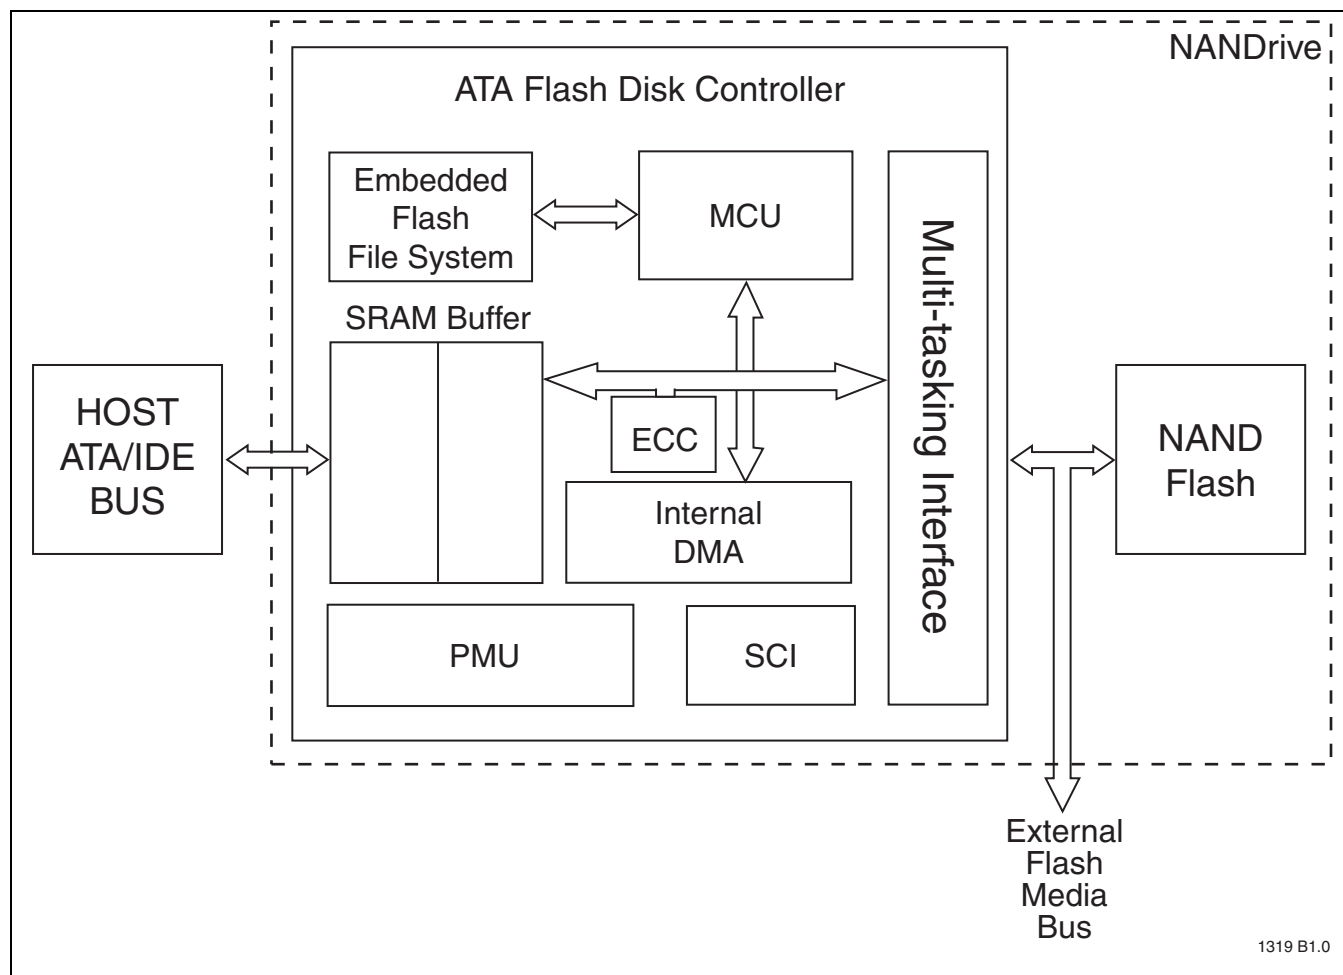 NANDrive
ATA Flash Disk Controller
Embedded
Flash
File System
MCU
Multi-tasking Interface
SRAM Buffer
HOST
ATA/IDE
BUS
ECC
NAND
Flash
Internal
DMA
PMU
SCI
External
Flash
Media
Bus
1319 B1.0